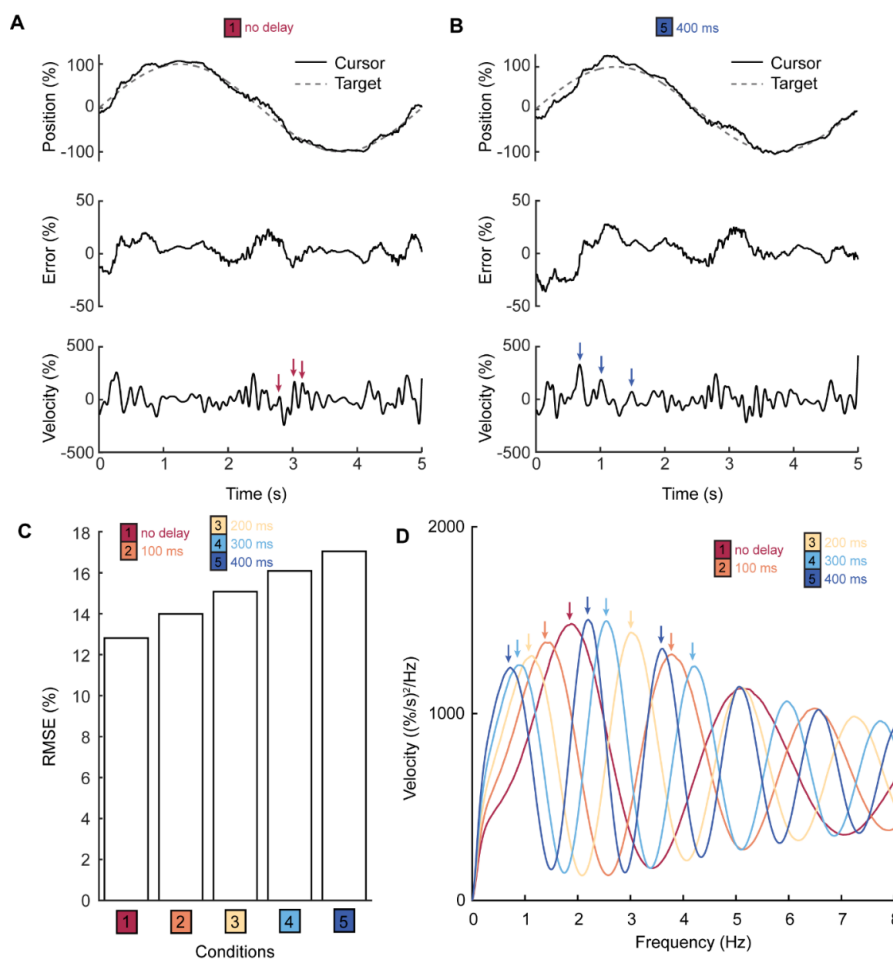 A
1 no delay
Position (%)
100
0
-100
Cursor
Target
Error (%)
50
0
-50
Velocity (%)
500
0
-500
0 1 2 3 4 5
Time (s)
B
5 400 ms
Position (%)
100
0
-100
Cursor
Target
Error (%)
50
0
-50
Velocity (%)
500
0
-500
0 1 2 3 4 5
Time (s)
C
1 no delay
2 100 ms
3 200 ms
4 300 ms
5 400 ms
RMSE (%)
18
16
14
12
10
8
6
4
2
0
1 2 3 4 5
Conditions
D
1 no delay
2 100 ms
3 200 ms
4 300 ms
5 400 ms
Velocity ((%/s)²/Hz)
2000
1000
0
0 1 2 3 4 5 6 7 8
Frequency (Hz)